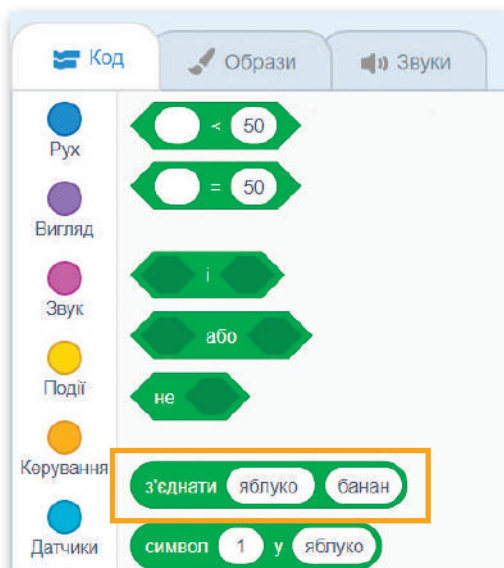 Код Образи Звуки
< 50
Рух
= 50
Вигляд
і
Звук
або
Події
не
Керування
з'єднати яблуко банан
Датчики
символ 1 у яблуко